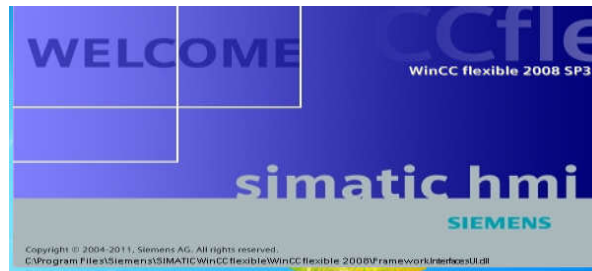 WELCOME
CCfle
WinCC flexible 2008 SP3
simatic hmi
SIEMENS
Copyright © 2004-2011, Siemens AG. All rights reserved.
C:\Program Files\Siemens\SIMATIC WinCC flexible\WinCC flexible 2008\FrameworkInterfacesUI.dll